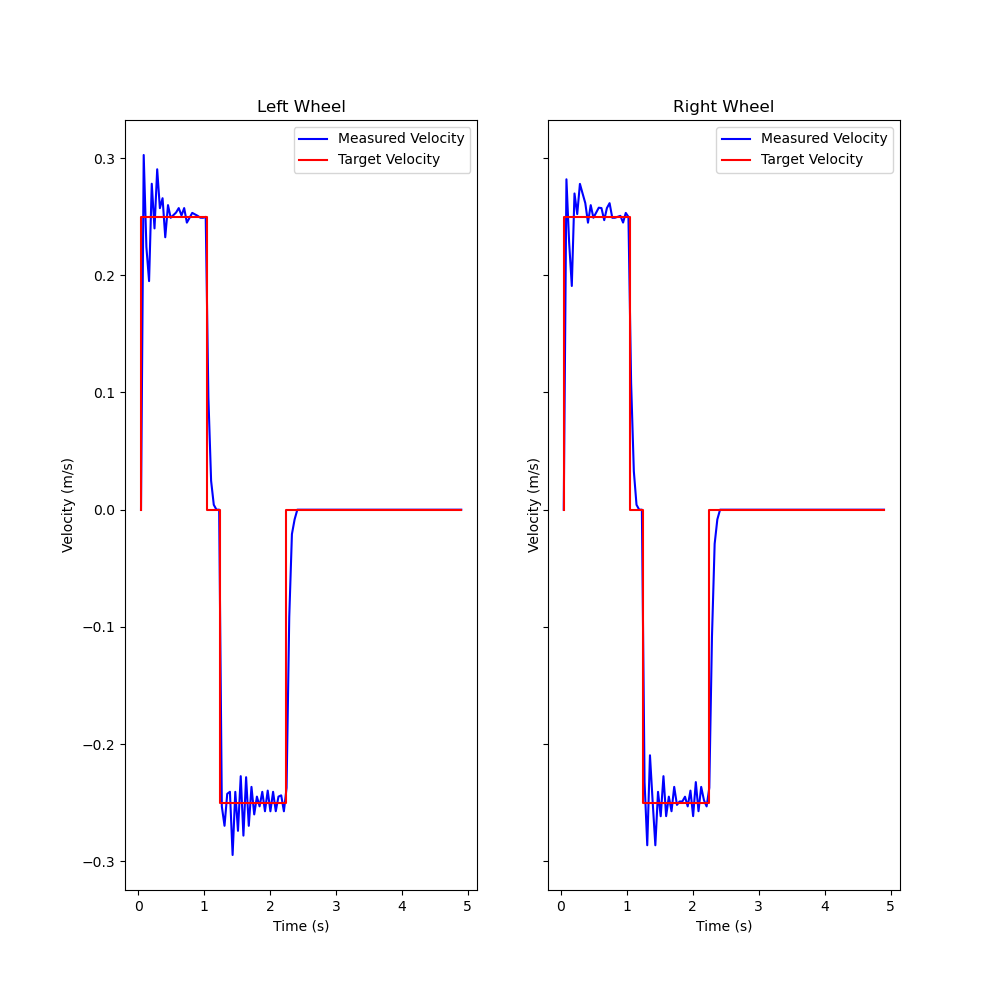 Left Wheel
Measured Velocity
Target Velocity
0.3
0.2
0.1
0.0
−0.1
−0.2
−0.3
Velocity (m/s)
0 1 2 3 4 5
Time (s)
Right Wheel
Measured Velocity
Target Velocity
Velocity (m/s)
0 1 2 3 4 5
Time (s)